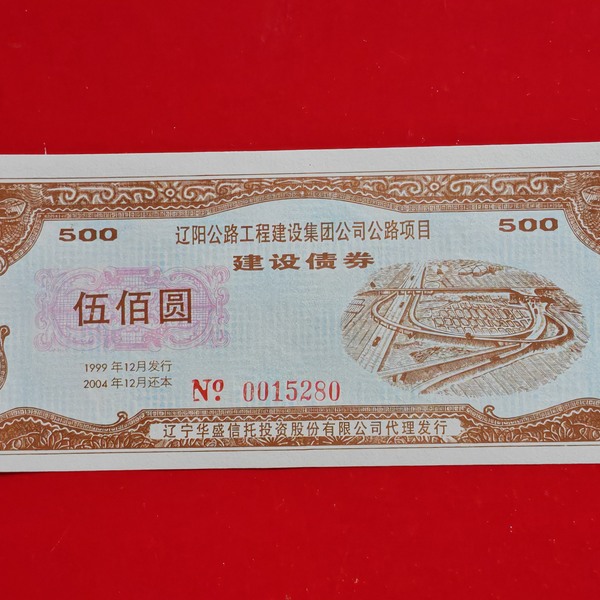 500
辽阳公路工程建设集团公司公路项目
500
建设债券
伍佰圆
1999 年12月发行
2004 年12月还本
Nº 0015280
辽宁华盛信托投资股份有限公司代理发行